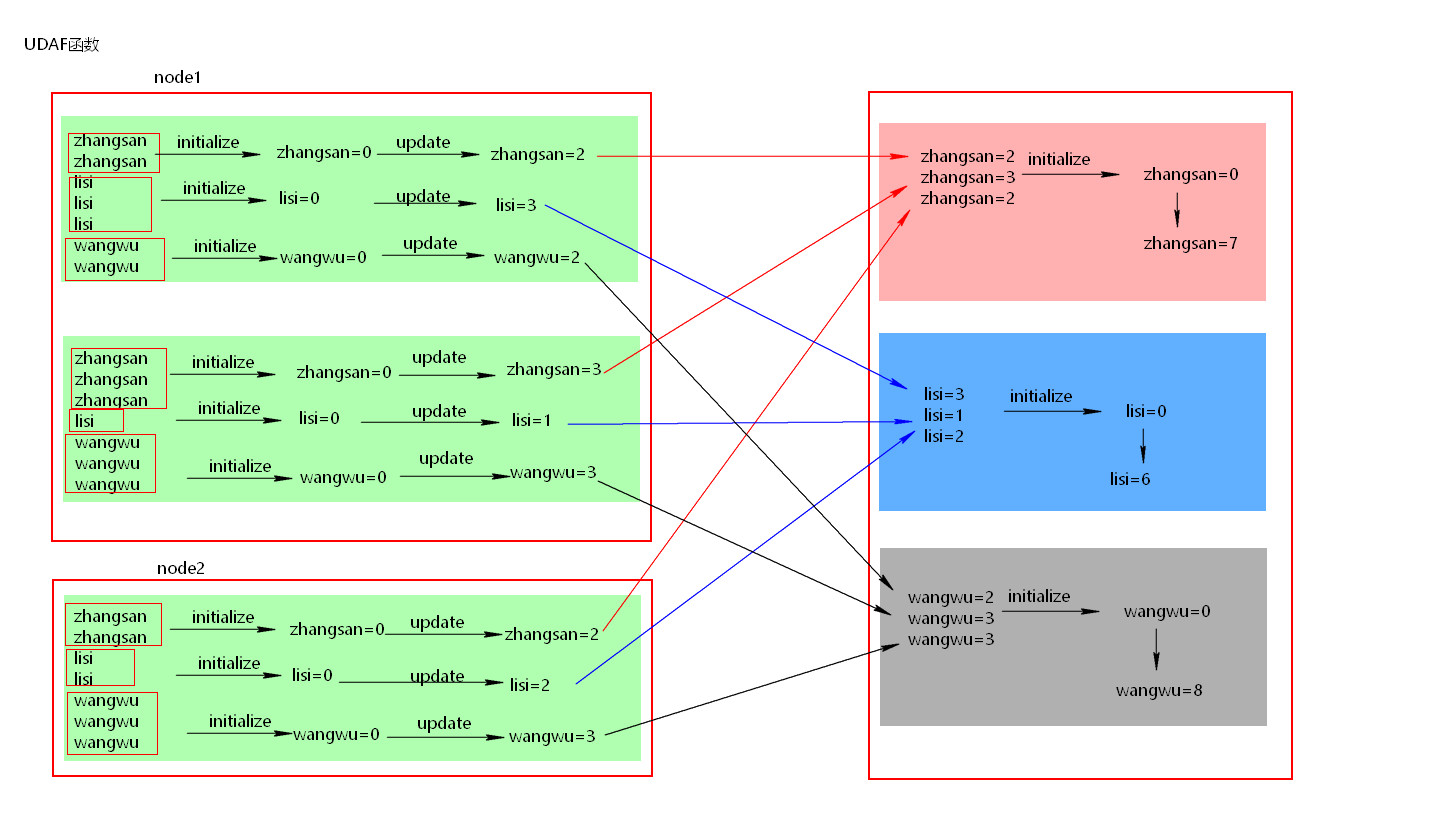 UDAF函数
node1
zhangsan
zhangsan
initialize
zhangsan=0
update
zhangsan=2
lisi
lisi
lisi
initialize
lisi=0
update
lisi=3
wangwu
wangwu
initialize
wangwu=0
update
wangwu=2
zhangsan
zhangsan
zhangsan
initialize
zhangsan=0
update
zhangsan=3
lisi
initialize
lisi=0
update
lisi=1
wangwu
wangwu
wangwu
initialize
wangwu=0
update
wangwu=3
node2
zhangsan
zhangsan
initialize
zhangsan=0
update
zhangsan=2
lisi
lisi
initialize
lisi=0
update
lisi=2
wangwu
wangwu
wangwu
initialize
wangwu=0
update
wangwu=3
zhangsan=2
zhangsan=3
zhangsan=2
initialize
zhangsan=0
zhangsan=7
lisi=3
lisi=1
lisi=2
initialize
lisi=0
lisi=6
wangwu=2
wangwu=3
wangwu=3
initialize
wangwu=0
wangwu=8